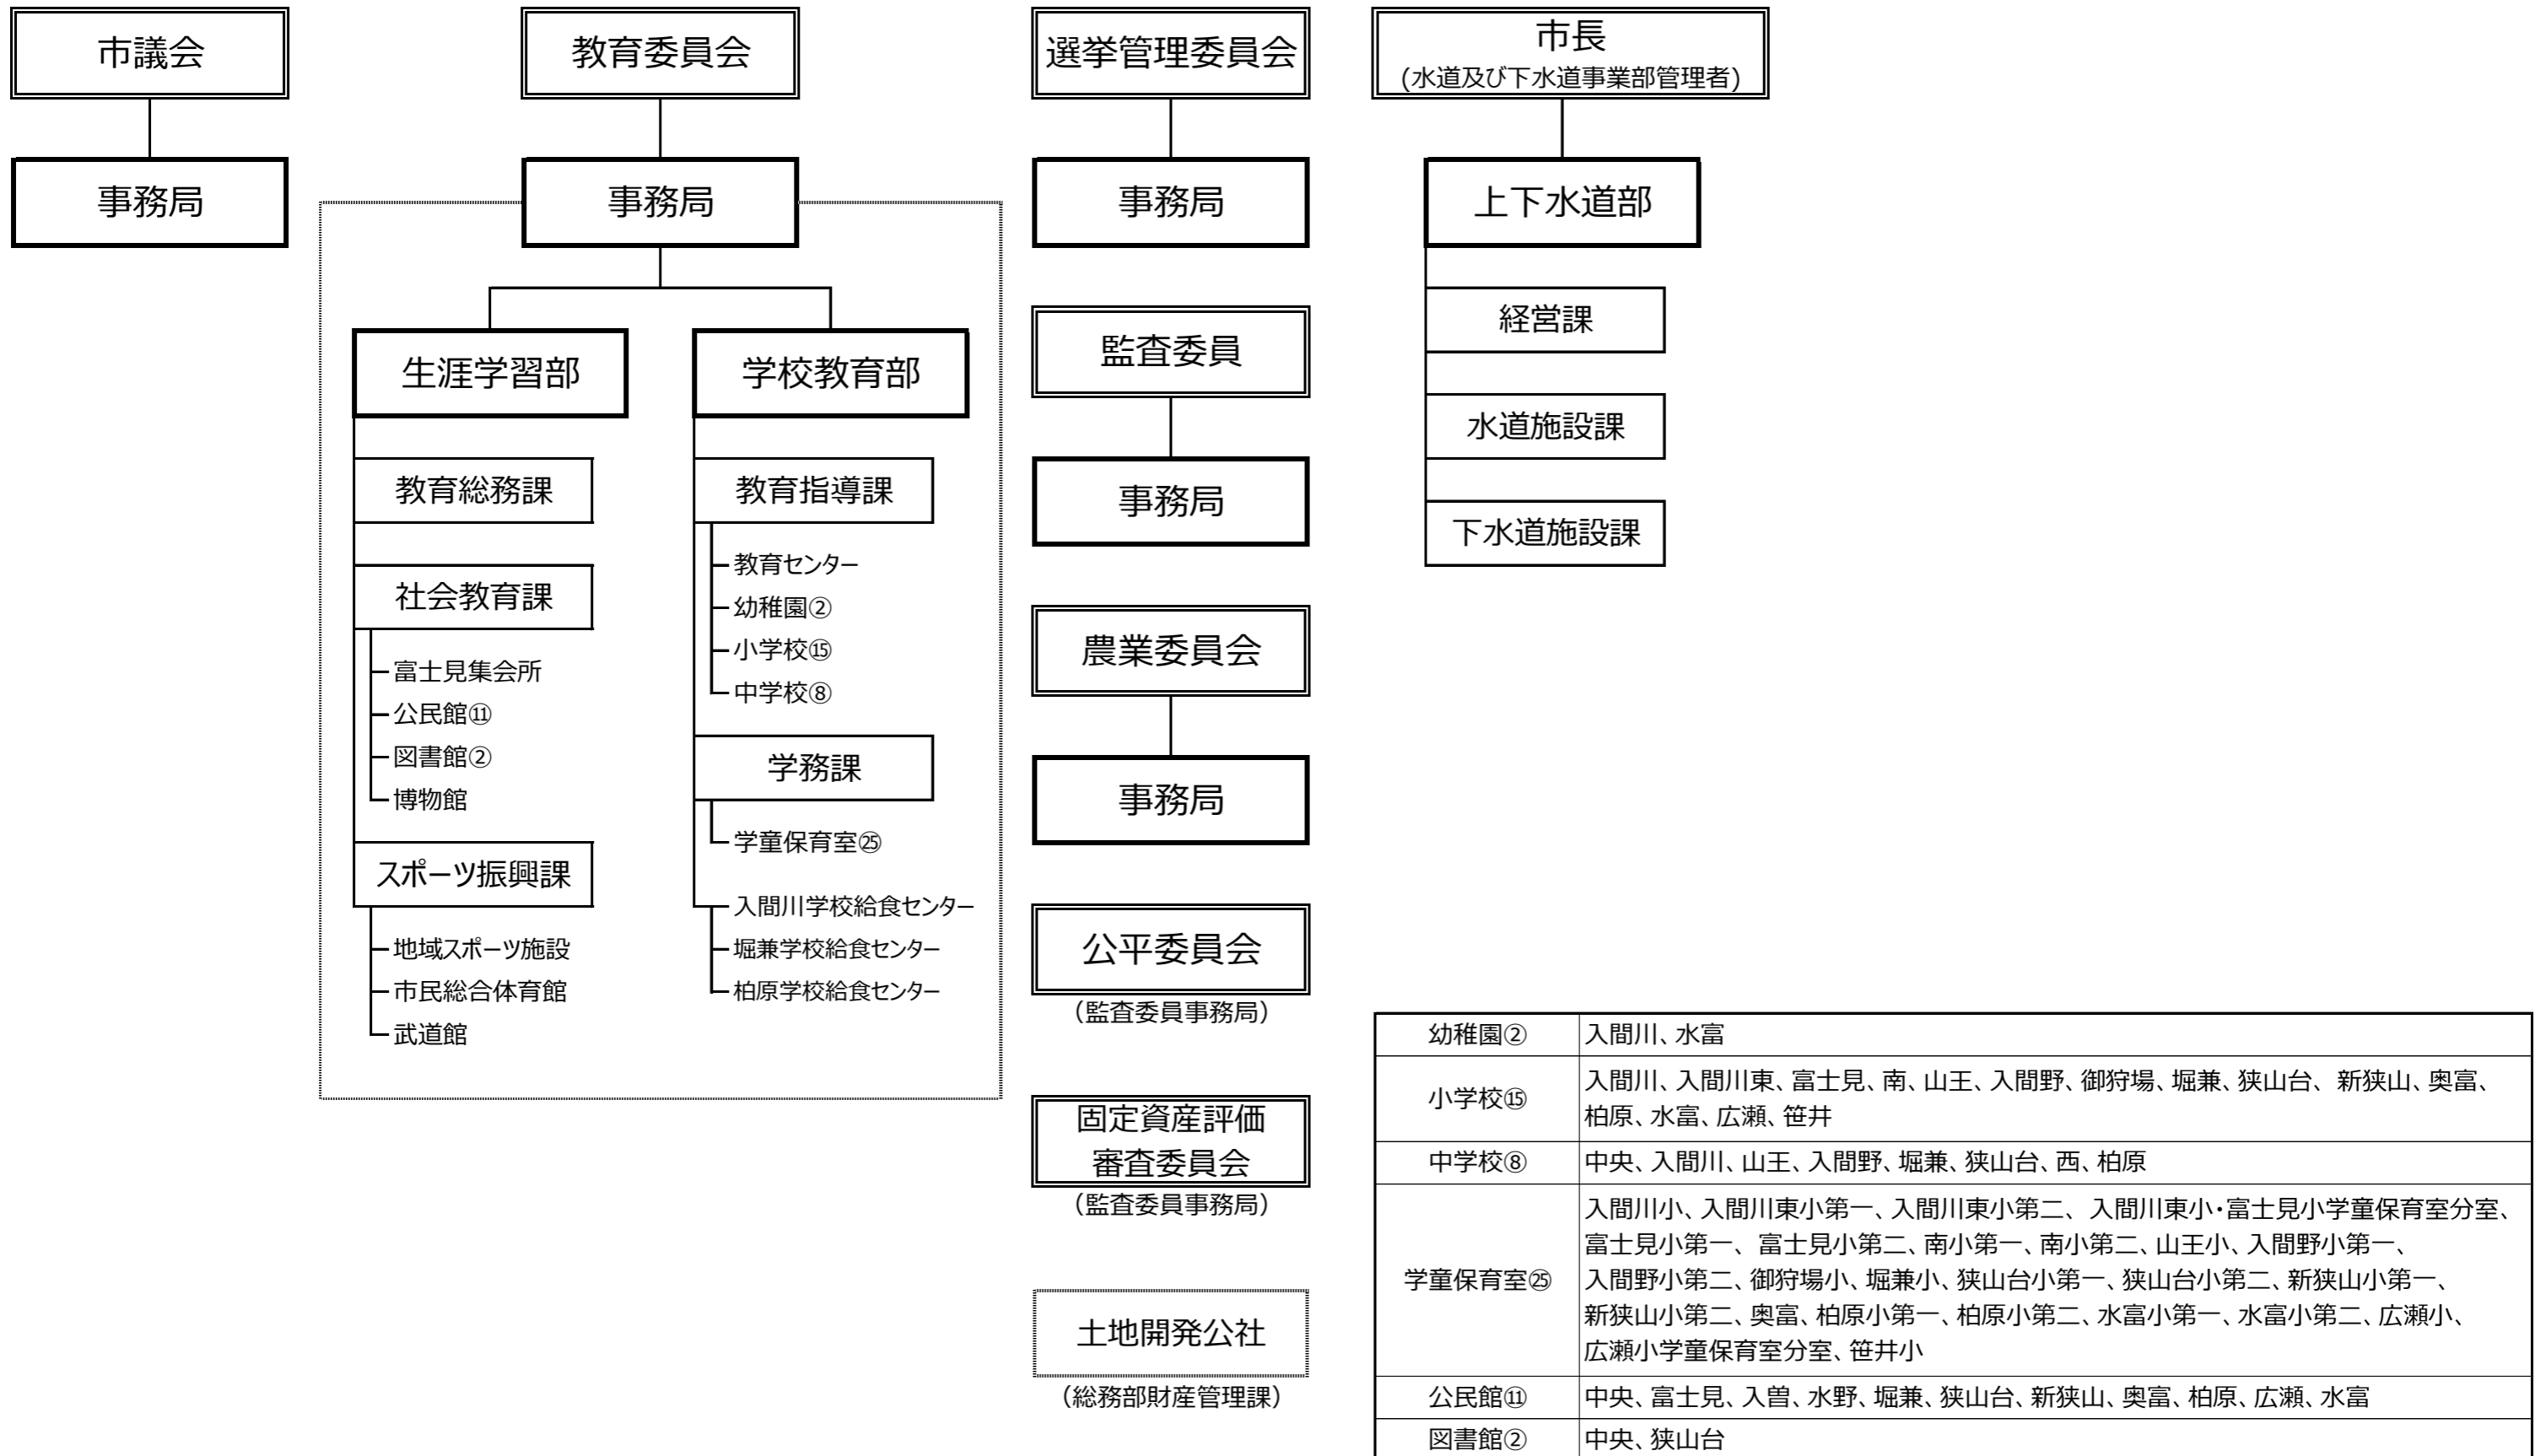 市議会
事務局
教育委員会
事務局
生涯学習部
教育総務課
社会教育課
富士見集会所
公民館⑪
図書館②
博物館
スポーツ振興課
地域スポーツ施設
市民総合体育館
武道館
学校教育部
教育指導課
教育センター
幼稚園②
小学校⑮
中学校⑧
学務課
学童保育室㉕
入間川学校給食センター
堀兼学校給食センター
柏原学校給食センター
選挙管理委員会
事務局
監査委員
事務局
農業委員会
事務局
公平委員会
（監査委員事務局）
固定資産評価
審査委員会
（監査委員事務局）
土地開発公社
（総務部財産管理課）
市長
(水道及び下水道事業部管理者)
上下水道部
経営課
水道施設課
下水道施設課
幼稚園② 入間川、水富
小学校⑮ 入間川、入間川東、富士見、南、山王、入間野、御狩場、堀兼、狭山台、新狭山、奥富、
柏原、水富、広瀬、笹井
中学校⑧ 中央、入間川、山王、入間野、堀兼、狭山台、西、柏原
学童保育室㉕ 入間川小、入間川東小第一、入間川東小第二、入間川東小・富士見小学童保育室分室、
富士見小第一、富士見小第二、南小第一、南小第二、山王小、入間野小第一、
入間野小第二、御狩場小、堀兼小、狭山台小第一、狭山台小第二、新狭山小第一、
新狭山小第二、奥富、柏原小第一、柏原小第二、水富小第一、水富小第二、広瀬小、
広瀬小学童保育室分室、笹井小
公民館⑪ 中央、富士見、入曽、水野、堀兼、狭山台、新狭山、奥富、柏原、広瀬、水富
図書館② 中央、狭山台